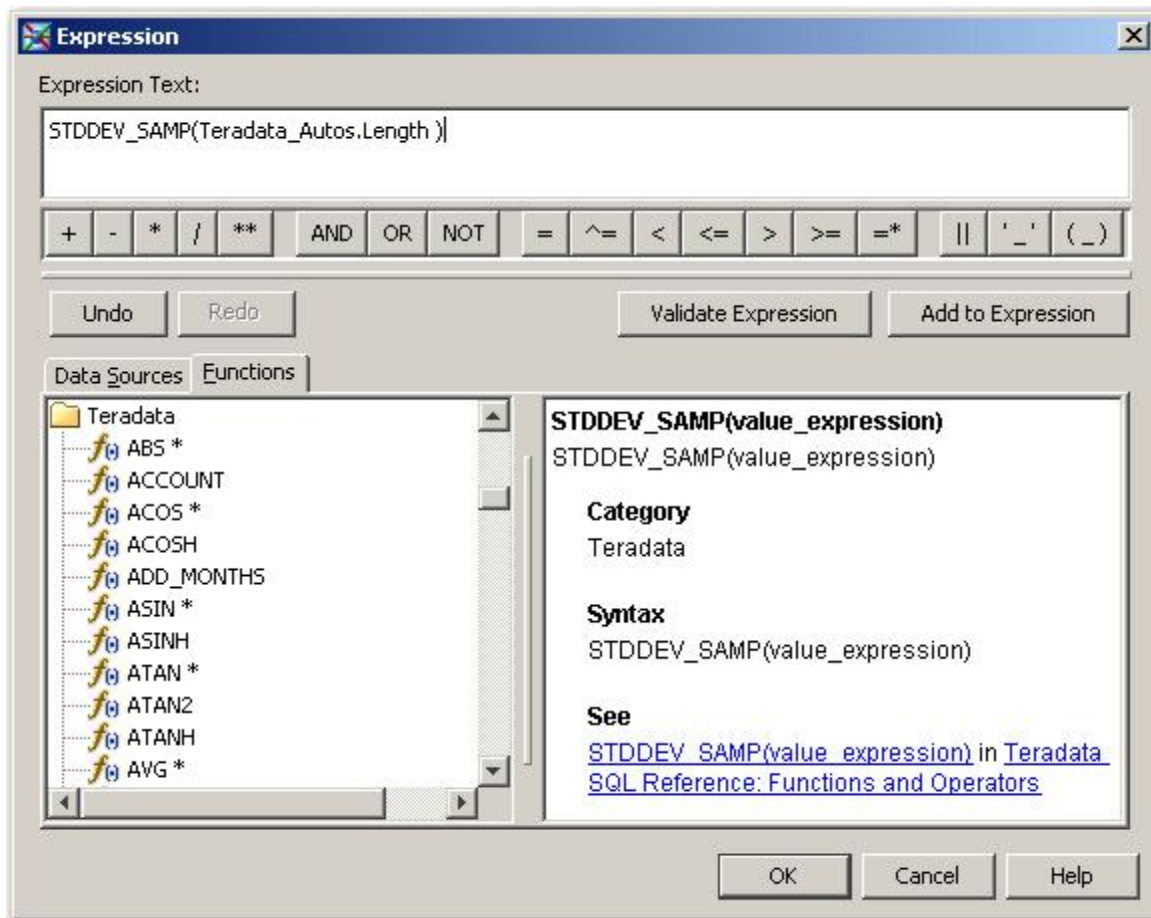 Expression
Expression Text:
STDDEV_SAMP(Teradata_Autos.Length )
+ - * / ** AND OR NOT = ^= < <= > >= =* || '_' (_)
Undo Redo Validate Expression Add to Expression
Data Sources Functions
Teradata
ABS *
ACCOUNT
ACOS *
ACOSH
ADD_MONTHS
ASIN *
ASINH
ATAN *
ATAN2
ATANH
AVG *
STDDEV_SAMP(value_expression)
STDDEV_SAMP(value_expression)
Category
Teradata
Syntax
STDDEV_SAMP(value_expression)
See
STDDEV_SAMP(value_expression) in Teradata
SQL Reference: Functions and Operators
OK Cancel Help